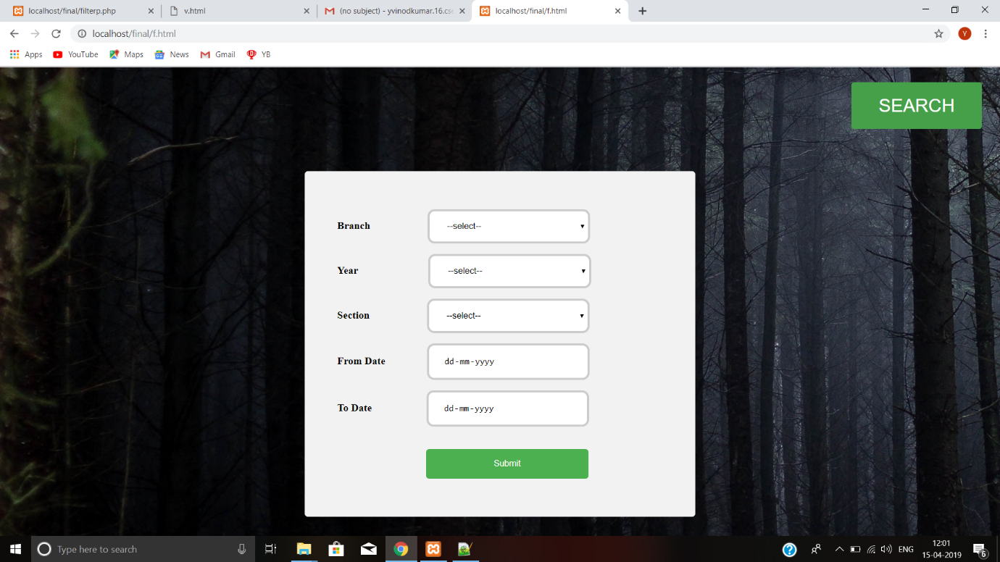 localhost/final/filterp.php
v.html
(no subject) - yvinodkumar.16.cse
localhost/final/f.html
localhost/final/f.html
Y
Apps YouTube Maps News Gmail YB
SEARCH
Branch --select--
Year --select--
Section --select--
From Date dd-mm-yyyy
To Date dd-mm-yyyy
Submit
Type here to search
ENG
12:01
15-04-2019
6